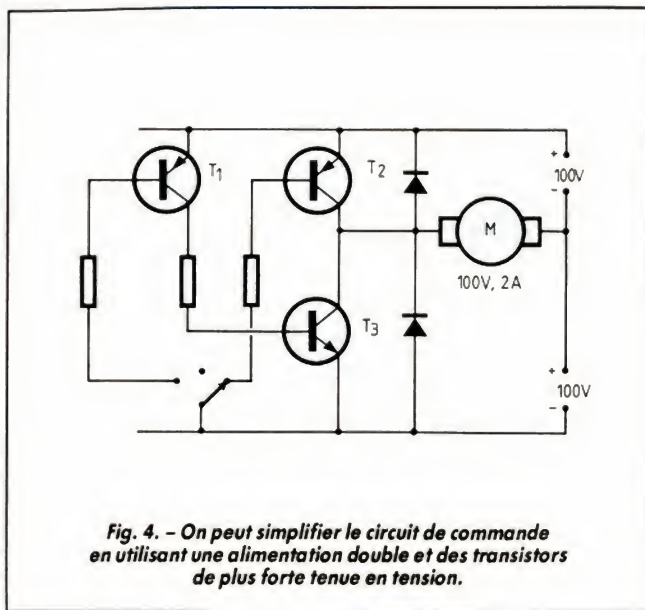 T1
T2
+
100V
-
M
100V, 2A
T3
+
100V
-
Fig. 4. – On peut simplifier le circuit de commande
en utilisant une alimentation double et des transistors
de plus forte tenue en tension.